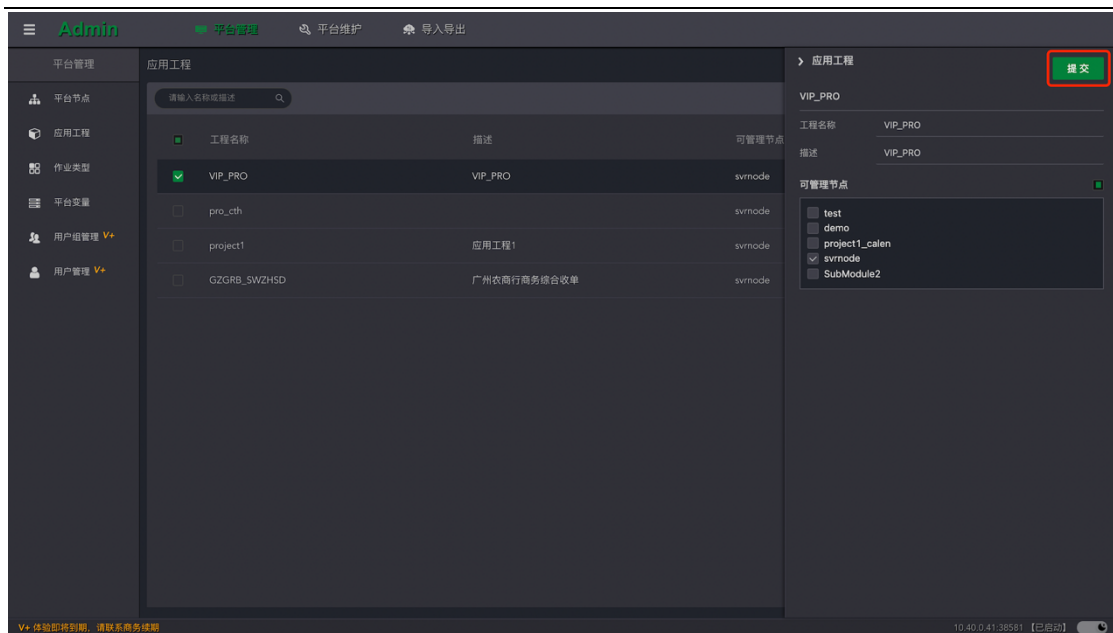 Admin 平台管理 平台维护 导入导出
平台管理
平台节点
应用工程
作业类型
平台变量
用户组管理 V+
用户管理 V+
应用工程
请输入名称或描述
工程名称 描述 可管理节点
VIP_PRO VIP_PRO svrnode
pro_cth svrnode
project1 应用工程1 svrnode
GZGRB_SWZHSD 广州农商行商务综合收单 svrnode
应用工程 提交
VIP_PRO
工程名称 VIP_PRO
描述 VIP_PRO
可管理节点
test
demo
project1_calen
svrnode
SubModule2
V+ 体验即将到期，请联系商务续期 10.40.0.41:38581 【已启动】